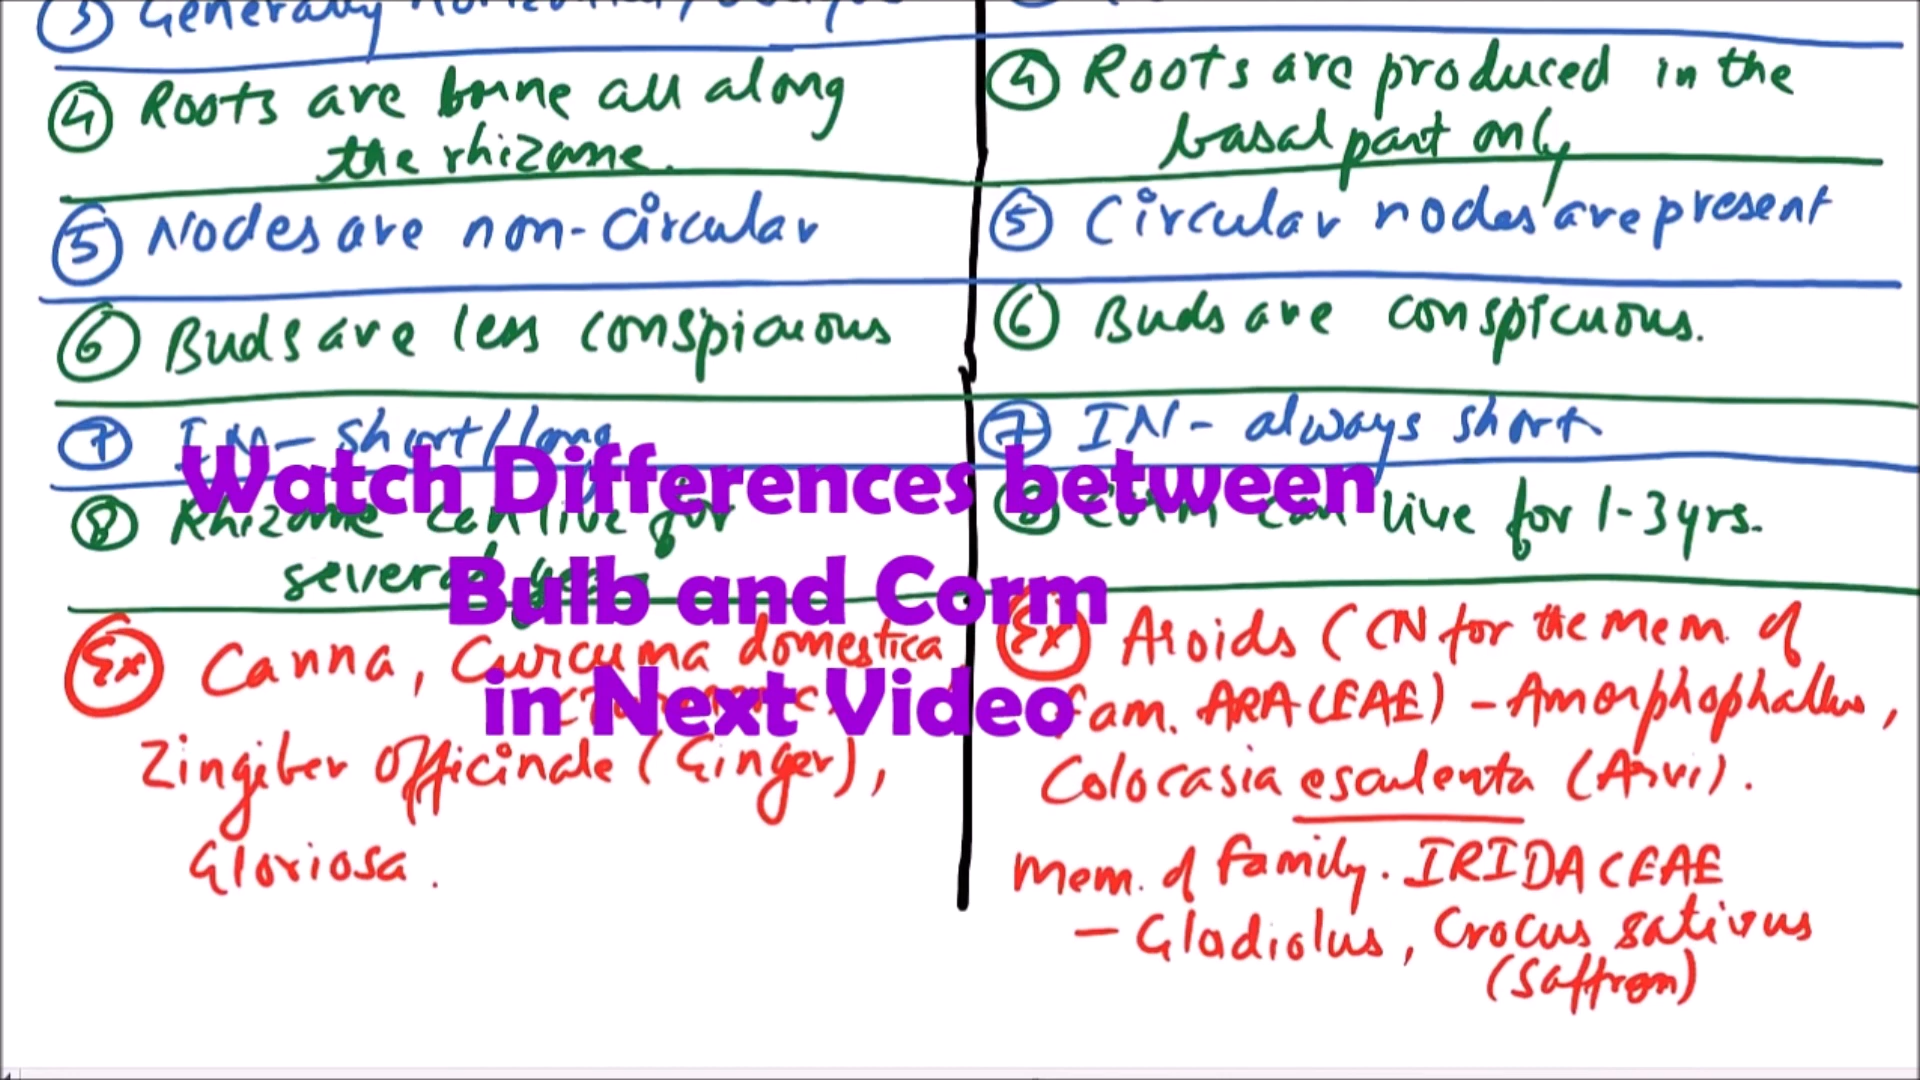 ③ Generally
④ Roots are borne all along
the rhizome.
⑤ Nodes are non-circular
⑥ Buds are less conspicuous
⑦ IN- short/long
⑧ Rhizome can live for
several
Ex Canna, Curcuma domestica
Zingiber officinale (Ginger),
Gloriosa.
④ Roots are produced in the
basal part only
⑤ Circular nodes are present
⑥ Buds are conspicuous.
⑦ IN- always short
⑧ Corm can live for 1-3yrs.
Ex Aroids (CN for the mem. of
fam. ARACEAE) - Amorphophallus,
Colocasia esculenta (Arvi).
Mem. of family. IRIDACEAE
- Gladiolus, Crocus sativus
(Saffron)
Watch Differences between
Bulb and Corm
in Next Video